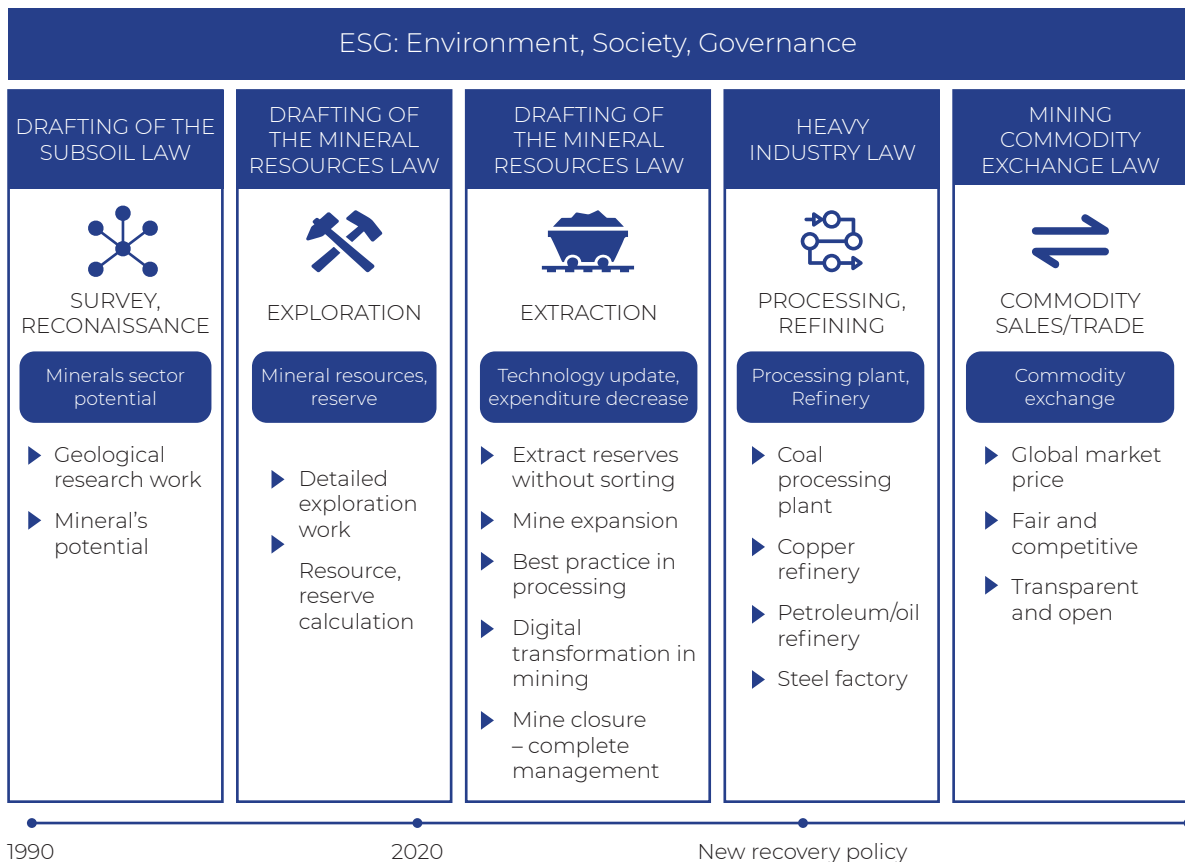 ESG: Environment, Society, Governance
DRAFTING OF THE
SUBSOIL LAW
SURVEY,
RECONAISSANCE
Minerals sector
potential
Geological
research work
Mineral's
potential
DRAFTING OF
THE MINERAL
RESOURCES LAW
EXPLORATION
Mineral resources,
reserve
Detailed
exploration
work
Resource,
reserve
calculation
DRAFTING OF
THE MINERAL
RESOURCES LAW
EXTRACTION
Technology update,
expenditure decrease
Extract reserves
without sorting
Mine expansion
Best practice in
processing
Digital
transformation in
mining
Mine closure
– complete
management
HEAVY
INDUSTRY LAW
PROCESSING,
REFINING
Processing plant,
Refinery
Coal
processing
plant
Copper
refinery
Petroleum/oil
refinery
Steel factory
MINING
COMMODITY
EXCHANGE LAW
COMMODITY
SALES/TRADE
Commodity
exchange
Global market
price
Fair and
competitive
Transparent
and open
1990
2020
New recovery policy